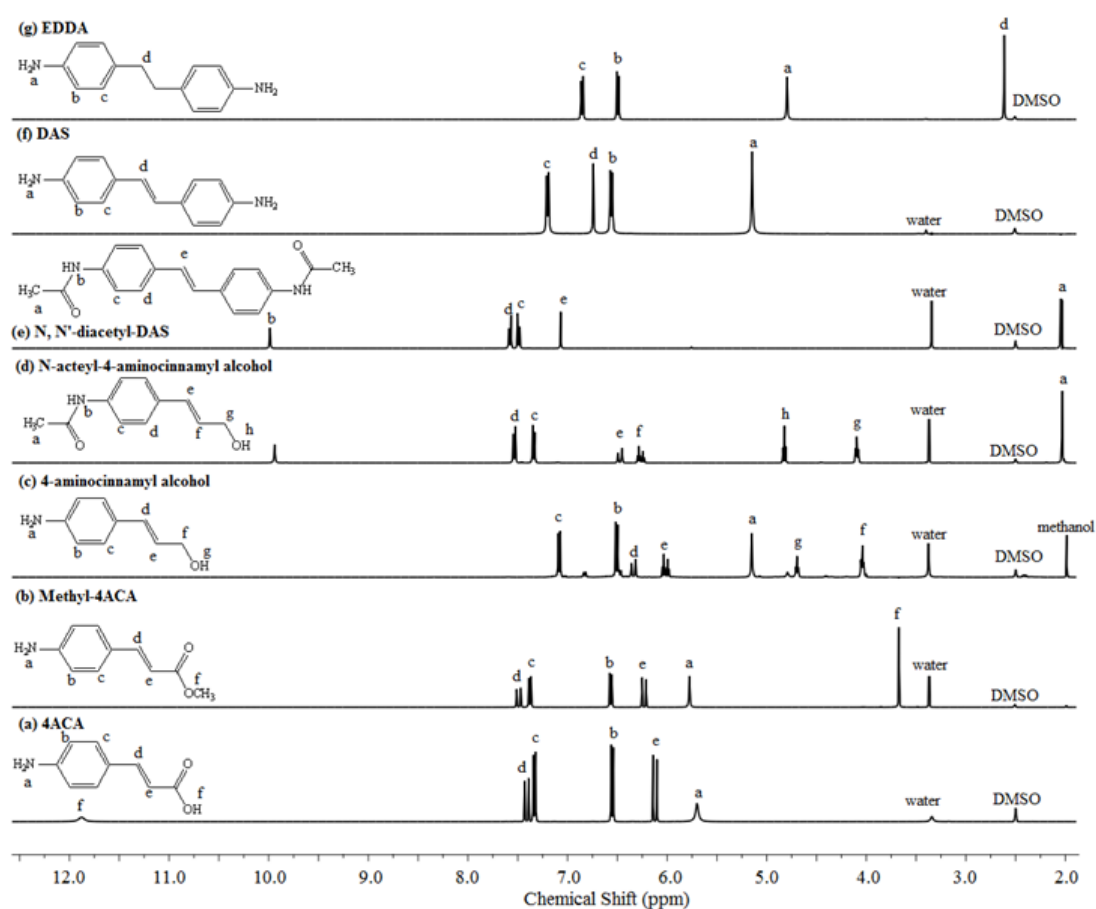 (g) EDDA
d
H₂N
a
b
c
NH₂
c
b
a
d
DMSO
(f) DAS
H₂N
a
b
c
d
NH₂
c
d
b
a
water
DMSO
O
CH₃
NH
e
NH
b
H₃C
a
O
c
d
b
d
c
e
water
DMSO
a
(e) N, N'-diacetyl-DAS
(d) N-acteyl-4-aminocinnamyl alcohol
NH
b
H₃C
a
O
c
d
e
f
g
h
OH
d
c
e
f
h
g
water
DMSO
a
(c) 4-aminocinnamyl alcohol
H₂N
a
b
c
d
e
f
OH
g
c
b
d
e
a
g
f
water
DMSO
methanol
(b) Methyl-4ACA
H₂N
a
b
c
d
e
O
OCH₃
f
d
c
b
e
a
f
water
DMSO
(a) 4ACA
b
c
H₂N
a
d
e
O
OH
f
f
d
c
b
e
a
water
DMSO
12.0 11.0 10.0 9.0 8.0 7.0 6.0 5.0 4.0 3.0 2.0
Chemical Shift (ppm)